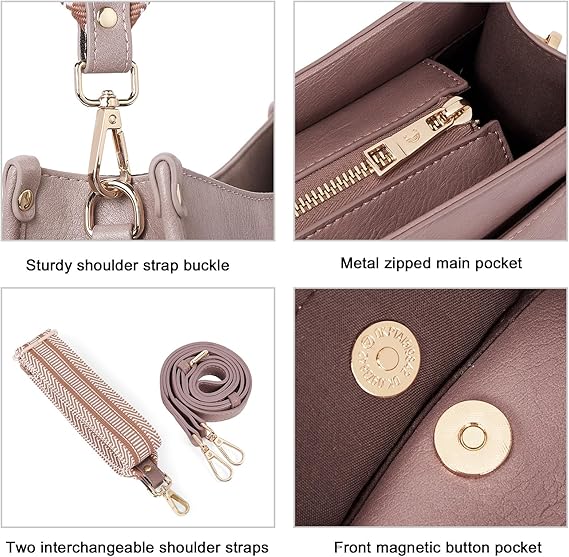 Sturdy shoulder strap buckle
Metal zipped main pocket
Two interchangeable shoulder straps
Front magnetic button pocket